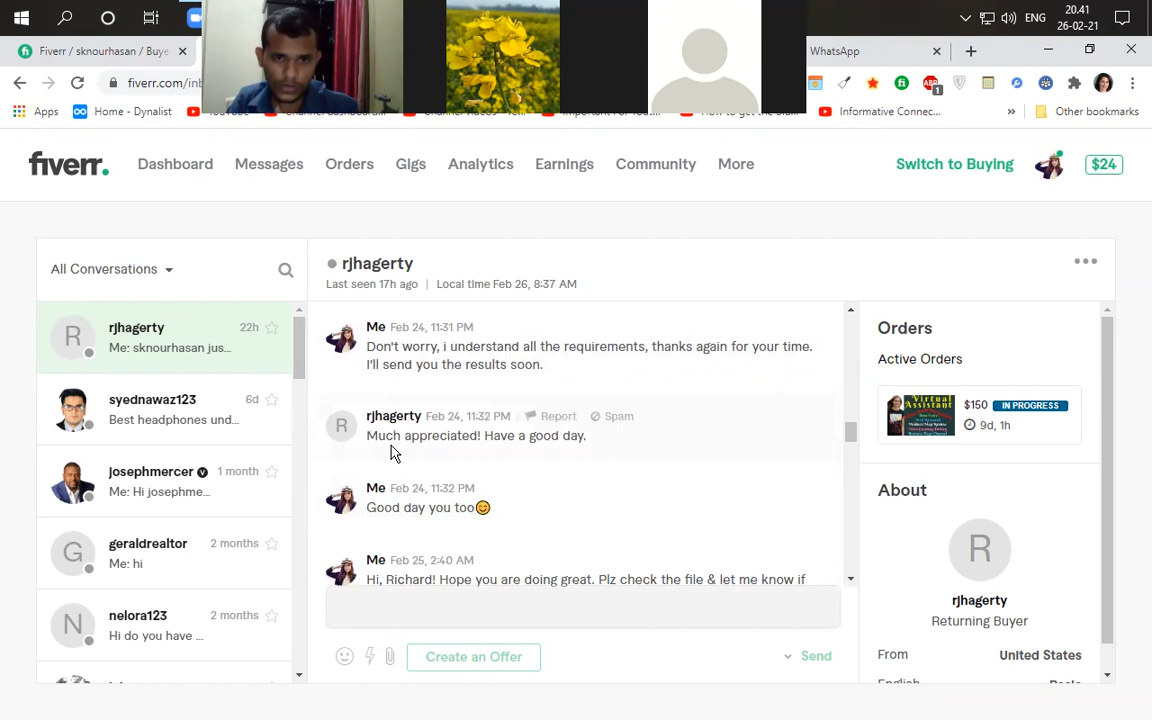 20.41
ENG
26-02-21
Fiverr / sknourhasan / Buye
WhatsApp
fiverr.com/inb
1
Apps
Home - Dynalist
Informative Connec...
Other bookmarks
fiverr.
Dashboard
Messages
Orders
Gigs
Analytics
Earnings
Community
More
Switch to Buying
$24
All Conversations
R
rjhagerty
22h
Me: sknourhasan jus...
syednawaz123
6d
Best headphones und...
josephmercer
1 month
Me: Hi josephme...
G
geraldrealtor
2 months
Me: hi
N
nelora123
2 months
Hi do you have ...
rjhagerty
Last seen 17h ago | Local time Feb 26, 8:37 AM
Me Feb 24, 11:31 PM
Don't worry, i understand all the requirements, thanks again for your time.
I'll send you the results soon.
R
rjhagerty Feb 24, 11:32 PM Report Spam
Much appreciated! Have a good day.
Me Feb 24, 11:32 PM
Good day you too😊
Me Feb 25, 2:40 AM
Hi, Richard! Hope you are doing great. Plz check the file & let me know if
Create an Offer
Send
Orders
Active Orders
Virtual
Assistant
$150 IN PROGRESS
9d, 1h
About
R
rjhagerty
Returning Buyer
From
United States